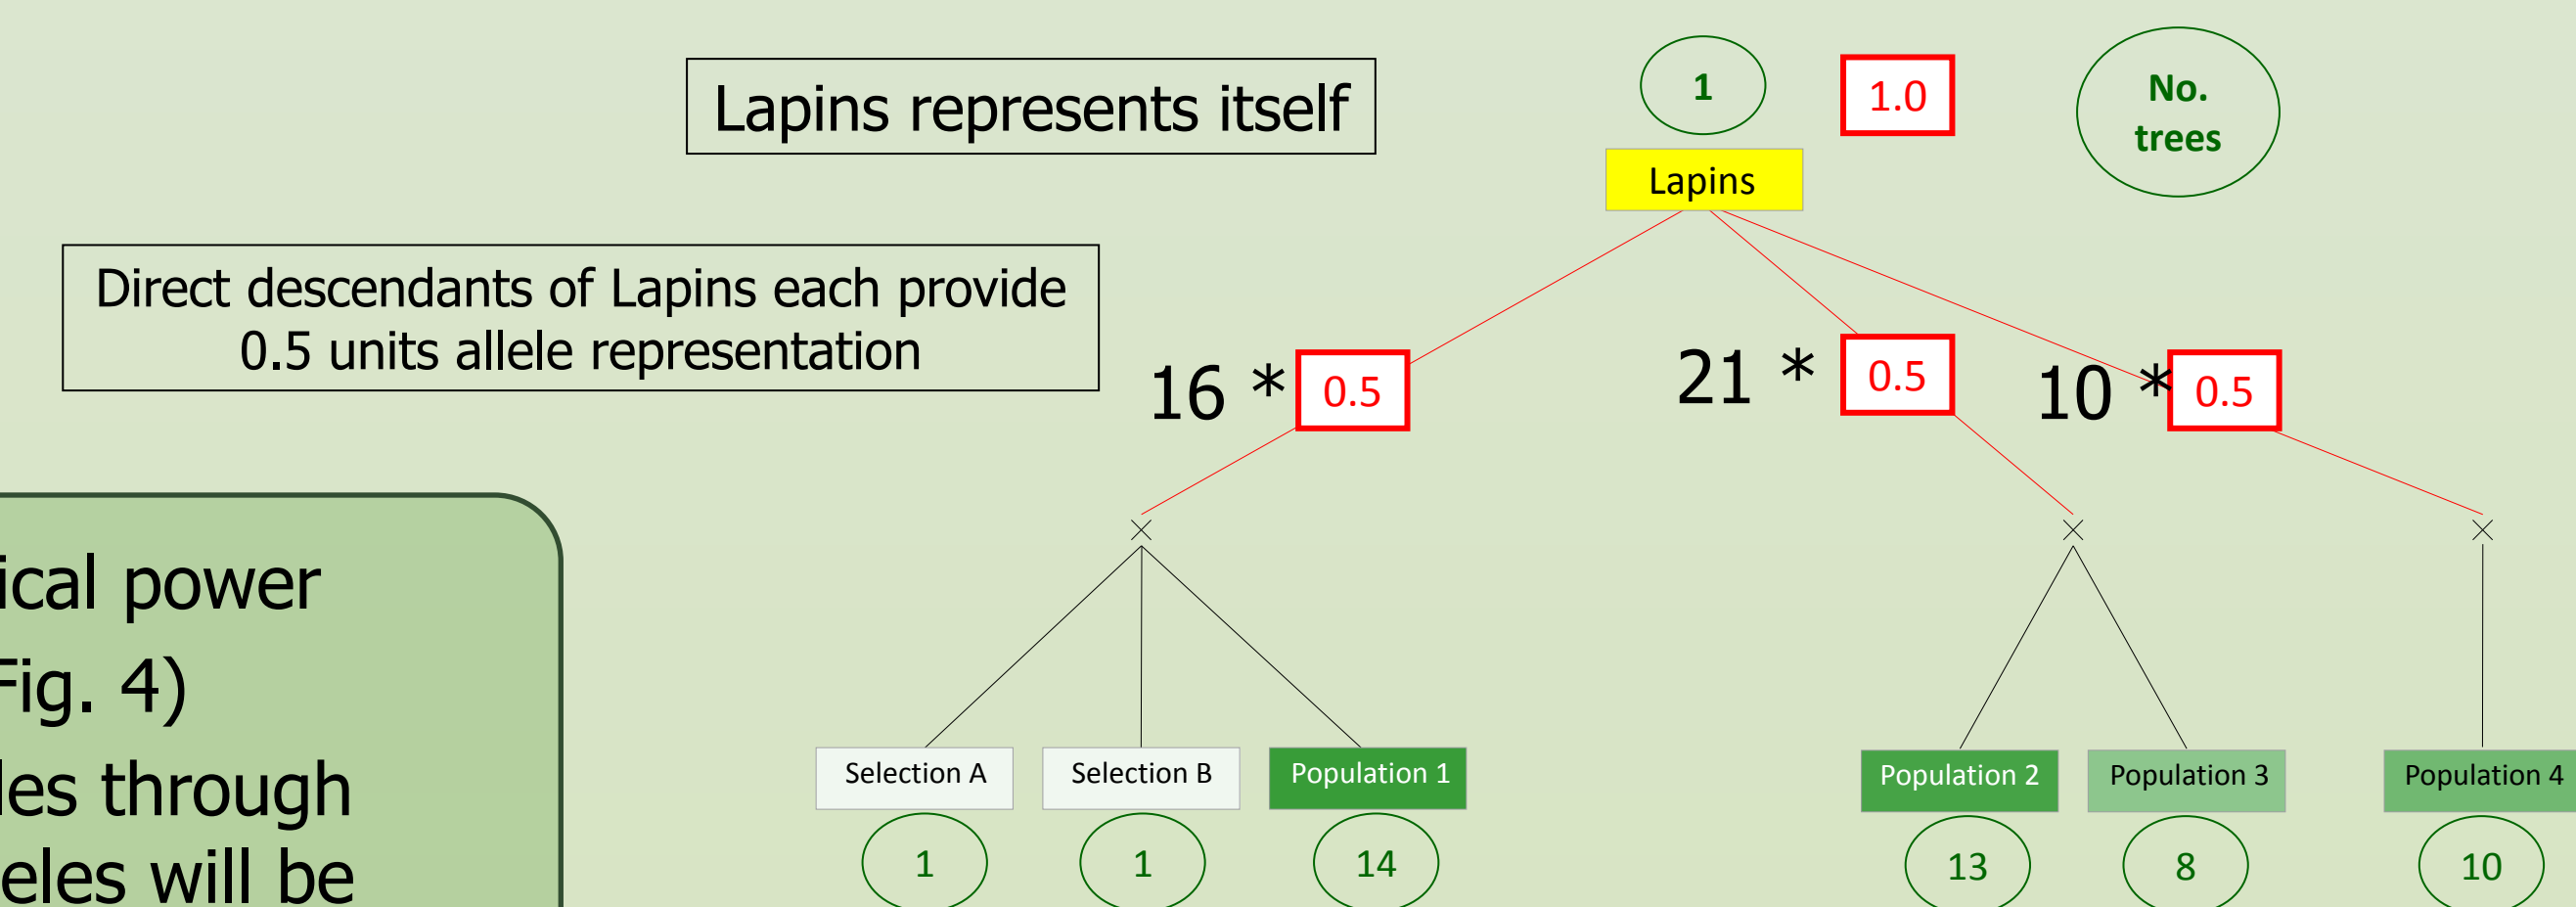 Lapins represents itself
1
1.0
No.
trees
Lapins
Direct descendants of Lapins each provide
0.5 units allele representation
16 * 0.5
21 * 0.5
10 * 0.5
ical power
Fig. 4)
les through
eles will be
×
×
×
Selection A
Selection B
Population 1
Population 2
Population 3
Population 4
1
1
14
13
8
10